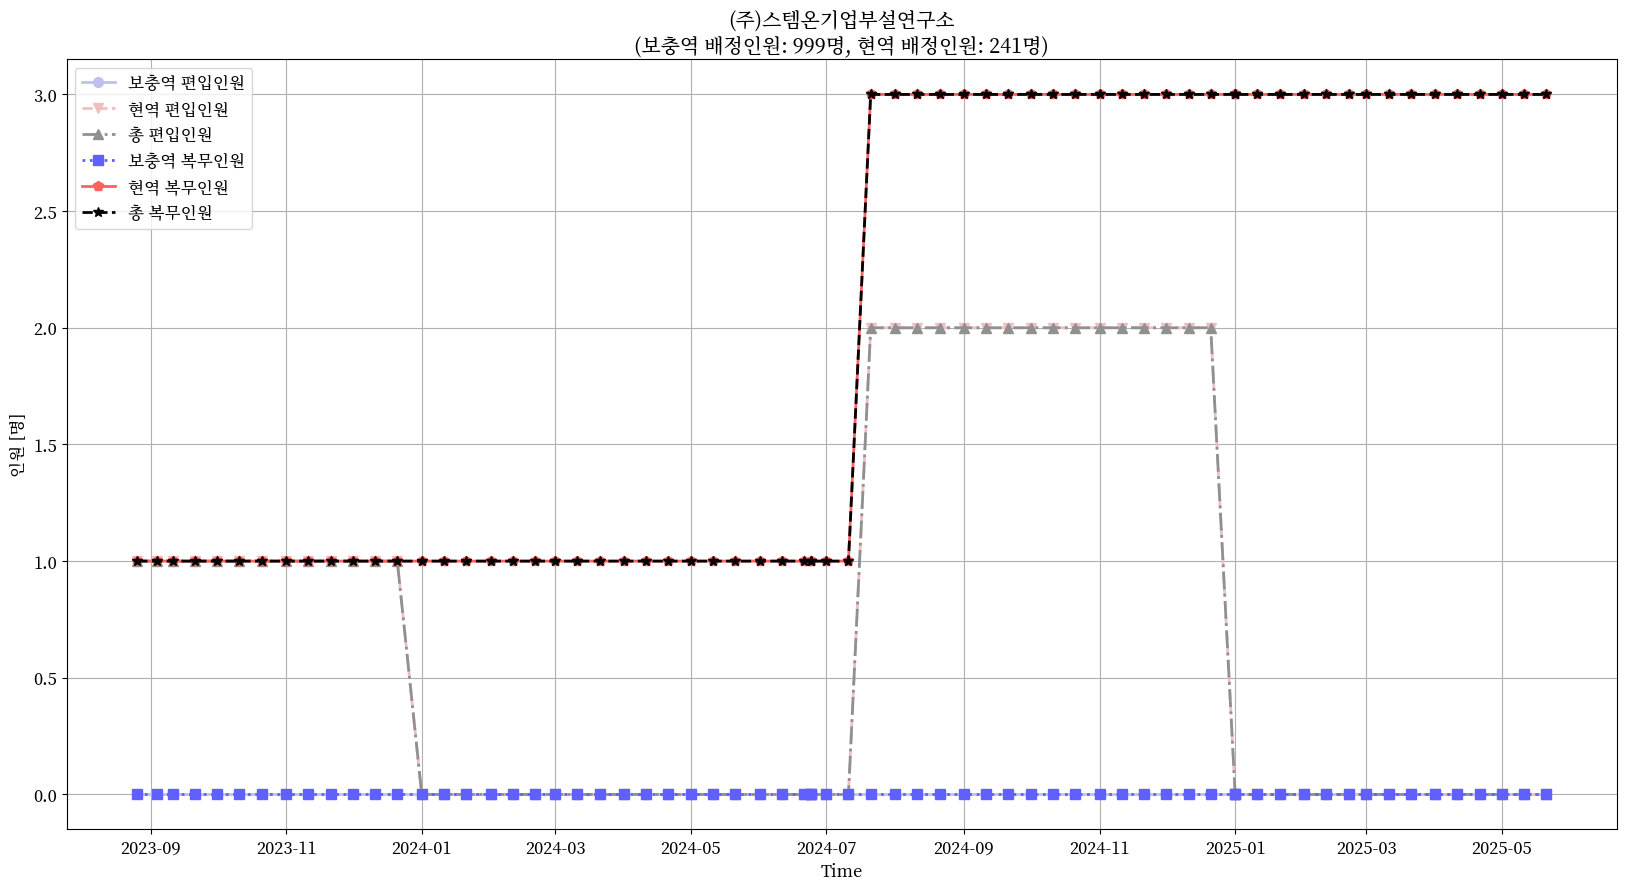 (주)스템온기업부설연구소
(보충역 배정인원: 999명, 현역 배정인원: 241명)
보충역 편입인원
현역 편입인원
총 편입인원
보충역 복무인원
현역 복무인원
총 복무인원
인원 [명]
3.0
2.5
2.0
1.5
1.0
0.5
0.0
2023-09
2023-11
2024-01
2024-03
2024-05
2024-07
2024-09
2024-11
2025-01
2025-03
2025-05
Time